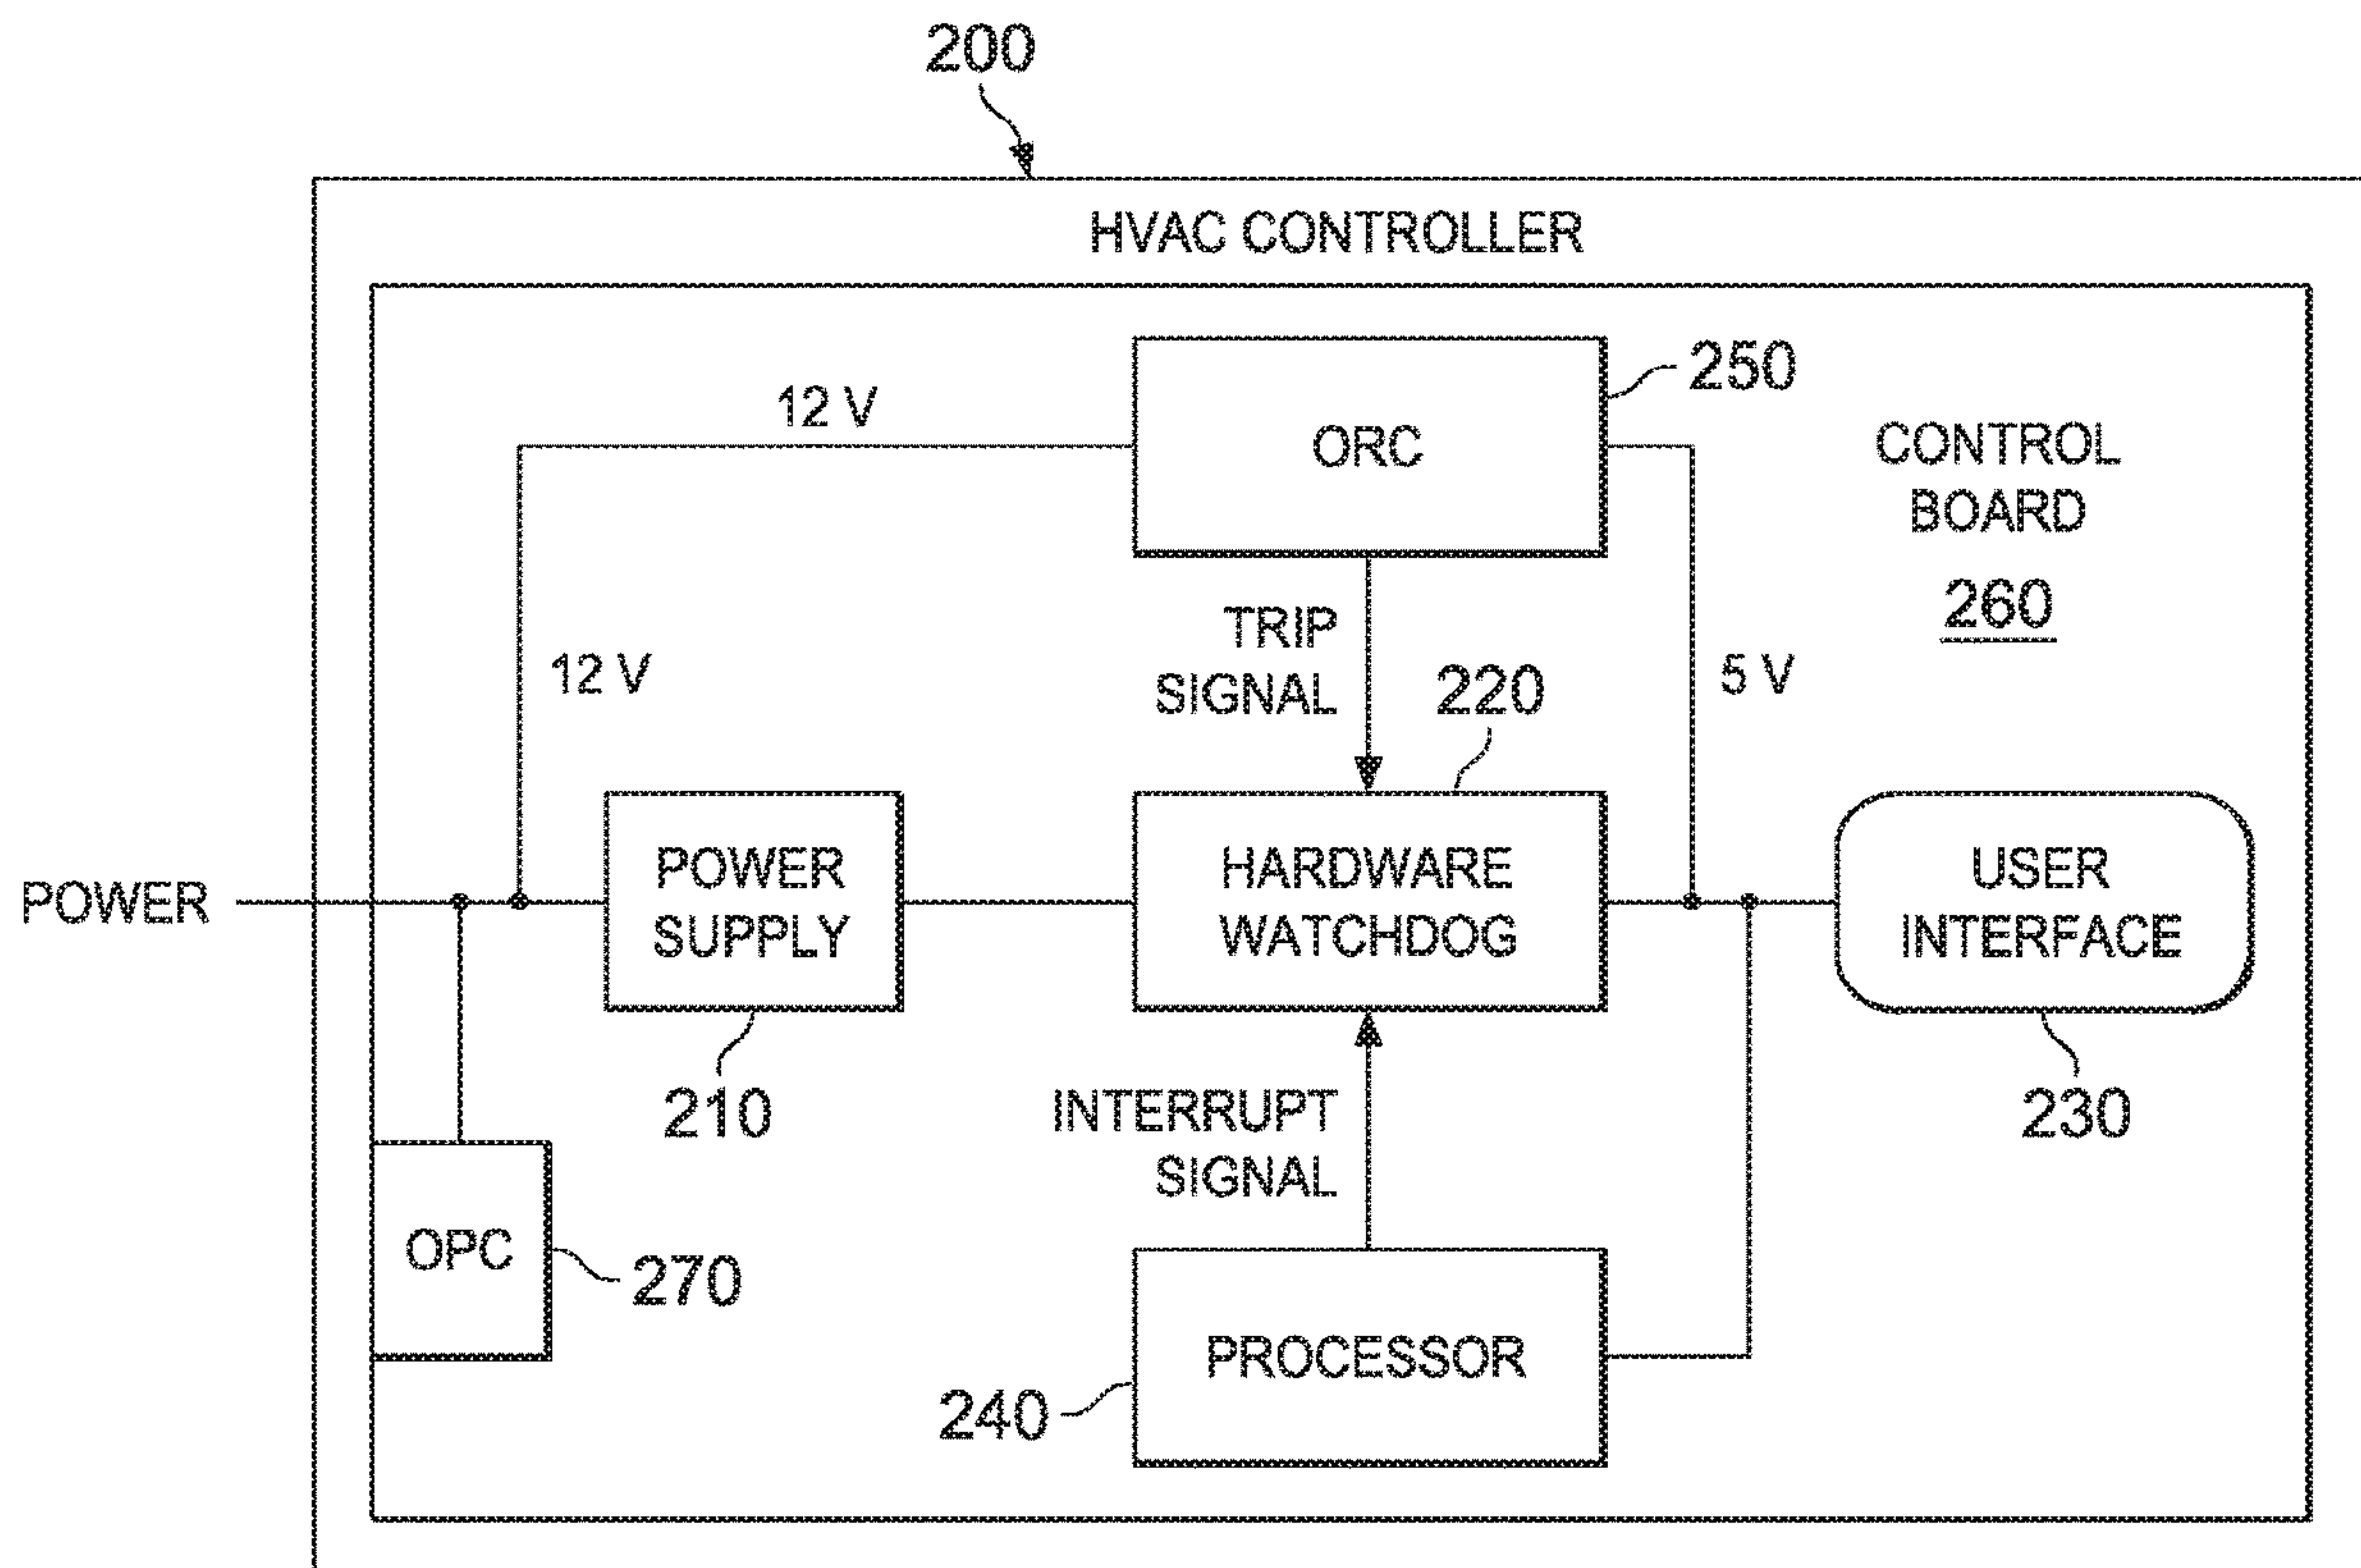 200
HVAC CONTROLLER
12 V
ORC
250
CONTROL
BOARD
260
12 V
TRIP
SIGNAL
220
5 V
POWER
POWER
SUPPLY
HARDWARE
WATCHDOG
USER
INTERFACE
210
INTERRUPT
SIGNAL
230
OPC
270
PROCESSOR
240